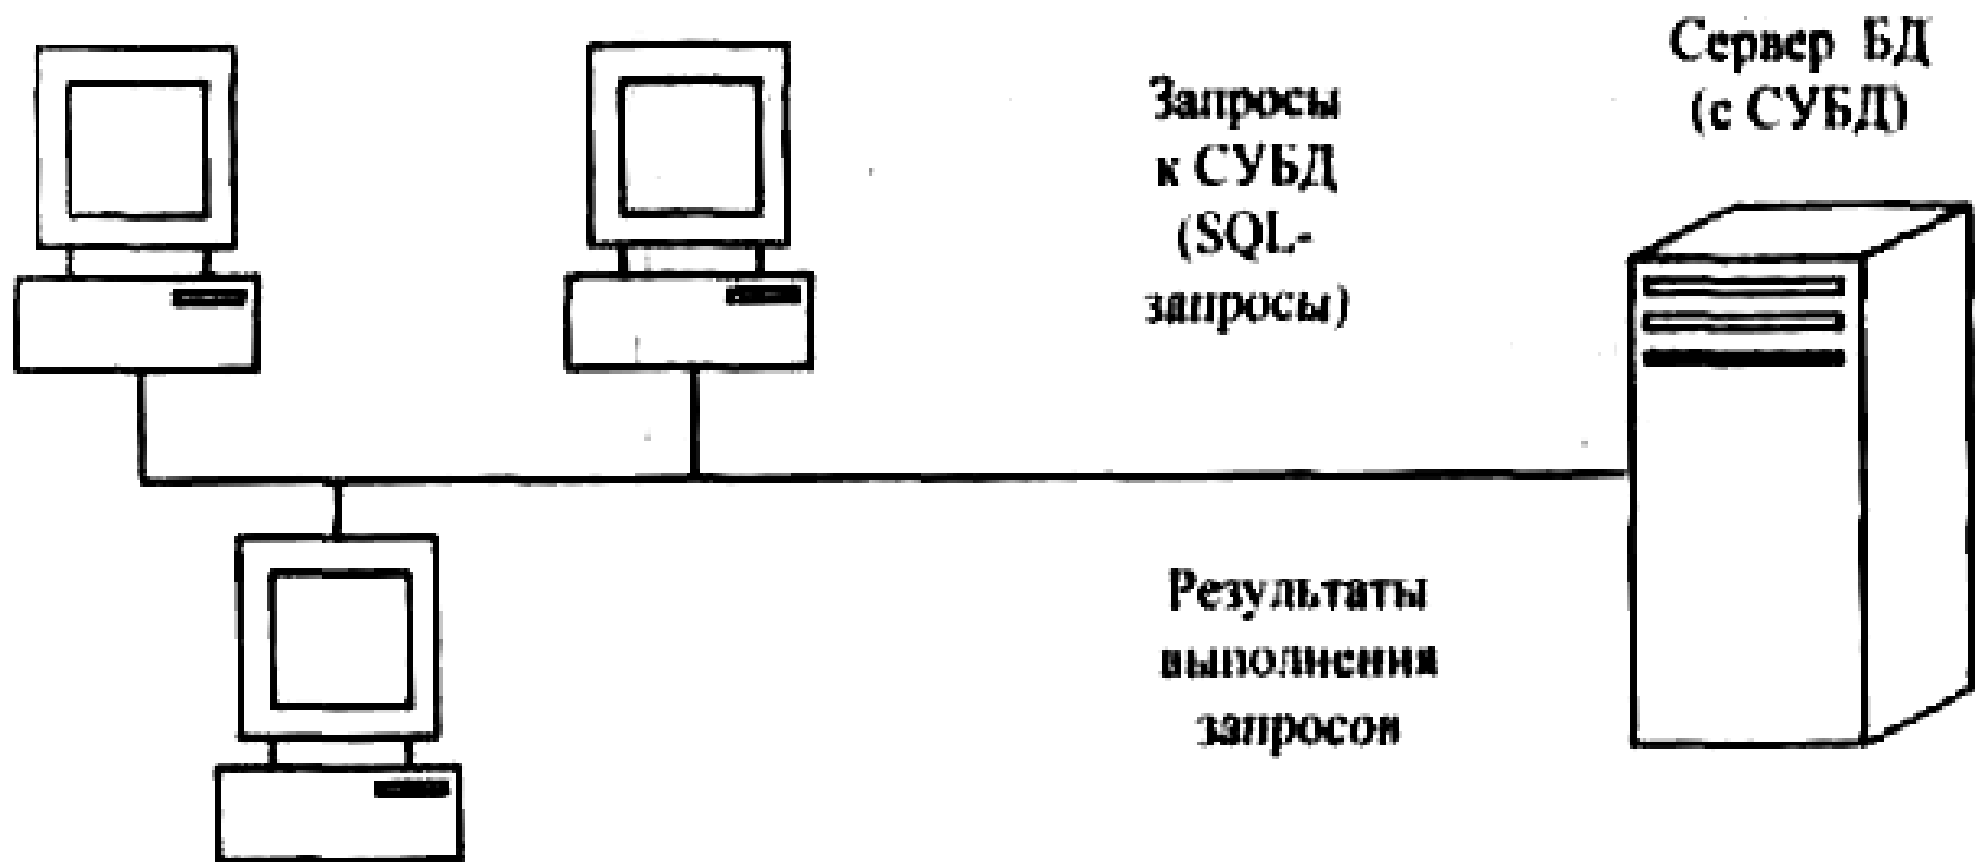 Сервер БД
(с СУБД)
Запросы
к СУБД
(SQL-
запросы)
Результаты
выполнения
запросов